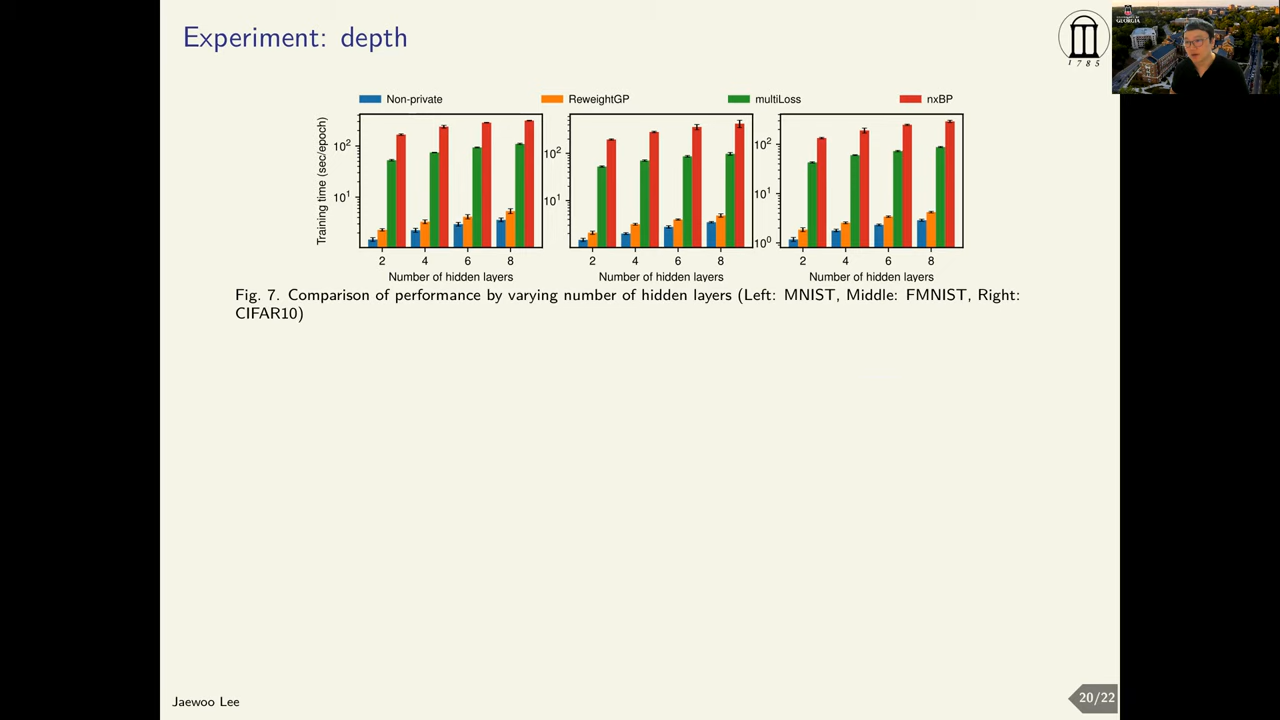 Experiment: depth
1785
GEORGIA
Non-private ReweightGP multiLoss nxBP
Training time (sec/epoch)
10² 10¹
2 4 6 8
Number of hidden layers
10² 10¹
2 4 6 8
Number of hidden layers
10² 10¹ 10⁰
2 4 6 8
Number of hidden layers
Fig. 7. Comparison of performance by varying number of hidden layers (Left: MNIST, Middle: FMNIST, Right:
CIFAR10)
Jaewoo Lee
20/22